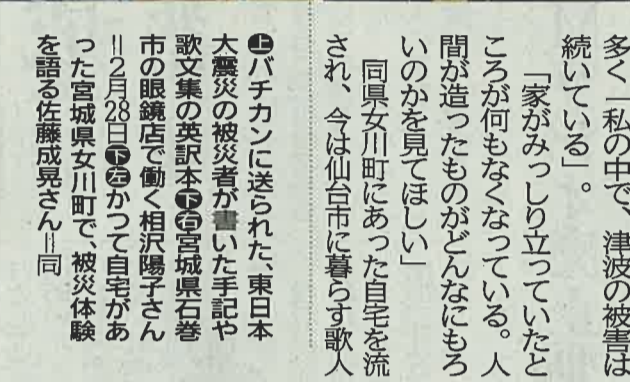 多く「私の中で、津波の被害は
続いている」。
「家がみっしり立っていたと
ころが何もなくなっている。人
間が造ったものがどんなにもろ
いのかを見てほしい」
同県女川町にあった自宅を流
され、今は仙台市に暮らす歌人
上バチカンに送られた、東日本
大震災の被災者が書いた手記や
歌文集の英訳本下右宮城県石巻
市の眼鏡店で働く相沢陽子さん
＝2月28日下左かつて自宅があ
った宮城県女川町で、被災体験
を語る佐藤成晃さん＝同